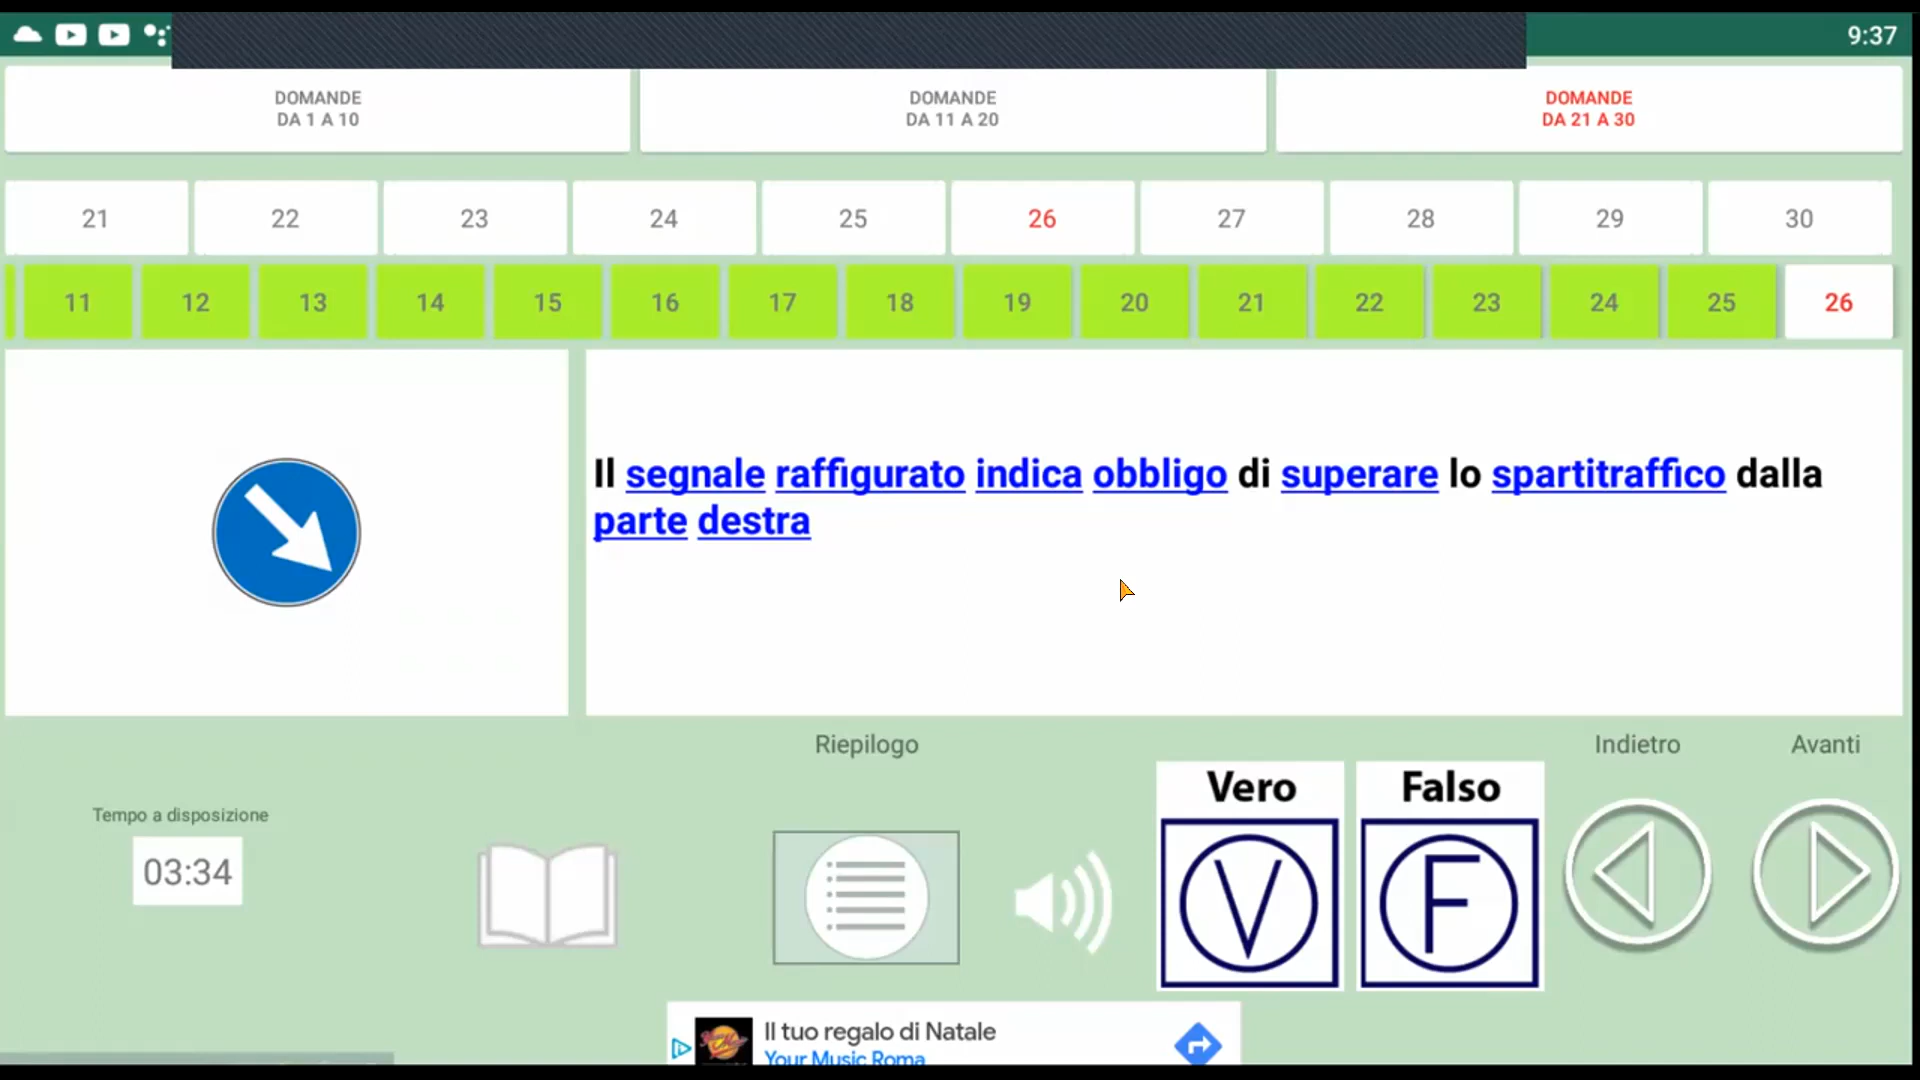 9:37
DOMANDE
DA 1 A 10
DOMANDE
DA 11 A 20
DOMANDE
DA 21 A 30
21 22 23 24 25 26 27 28 29 30
11 12 13 14 15 16 17 18 19 20 21 22 23 24 25 26
Il segnale raffigurato indica obbligo di superare lo spartitraffico dalla
parte destra
Riepilogo
Indietro
Avanti
Tempo a disposizione
03:34
Vero
V
Falso
F
Il tuo regalo di Natale
Your Music Roma